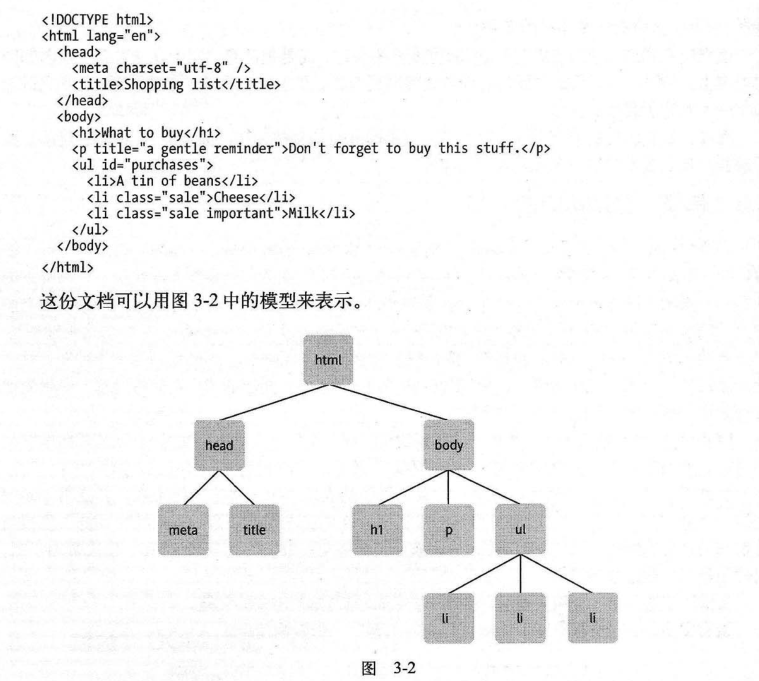 <!DOCTYPE html>
<html lang="en">
  <head>
    <meta charset="utf-8" />
    <title>Shopping list</title>
  </head>
  <body>
    <h1>What to buy</h1>
    <p title="a gentle reminder">Don't forget to buy this stuff.</p>
    <ul id="purchases">
      <li>A tin of beans</li>
      <li class="sale">Cheese</li>
      <li class="sale important">Milk</li>
    </ul>
  </body>
</html>
这份文档可以用图 3-2 中的模型来表示。
html
head body
meta title h1 p ul
li li li
图 3-2